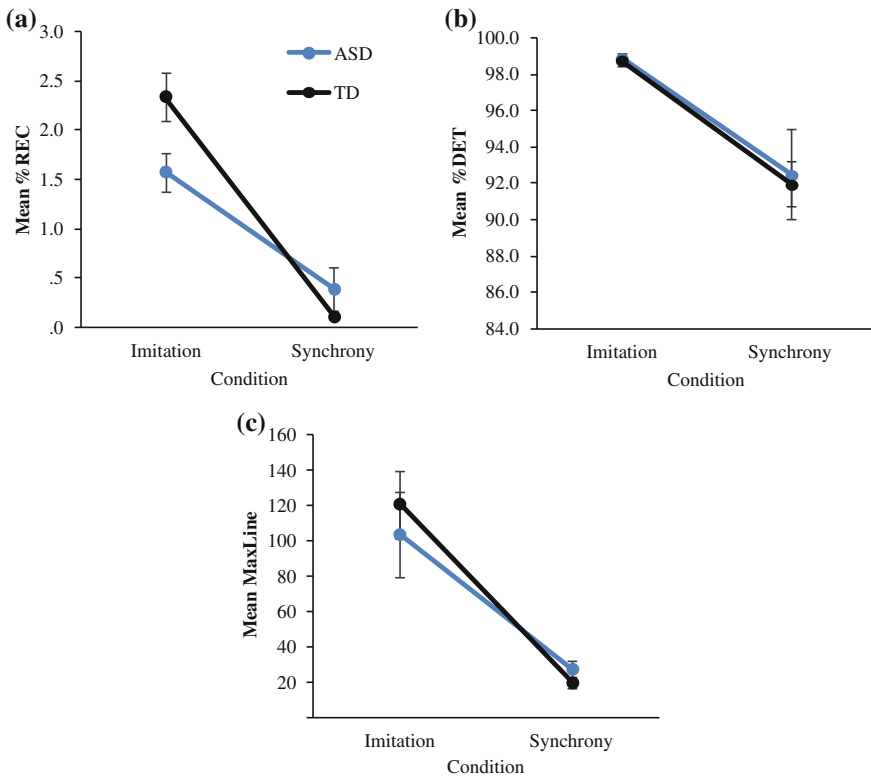 (a)
3.0
2.5
2.0
1.5
1.0
.5
.0
Mean %REC
ASD
TD
Imitation Synchrony
Condition
(b)
100.0
98.0
96.0
94.0
92.0
90.0
88.0
86.0
84.0
Mean %DET
Imitation Synchrony
Condition
(c)
160
140
120
100
80
60
40
20
Mean MaxLine
Imitation Synchrony
Condition